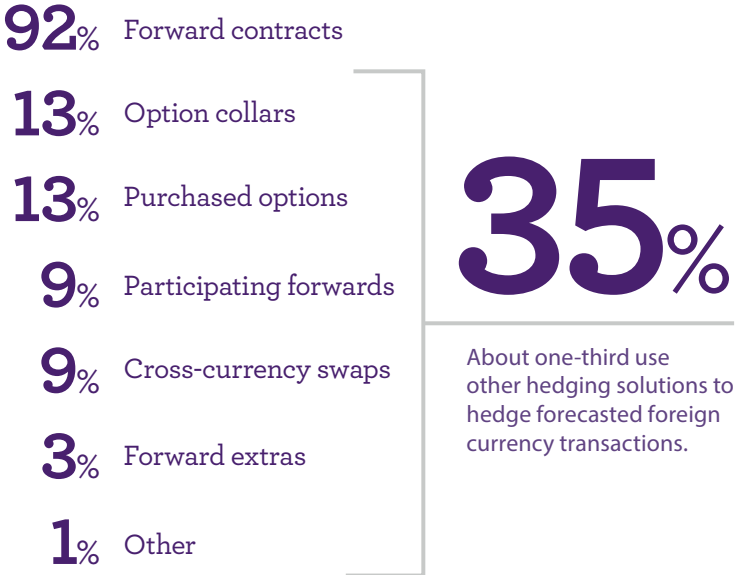 92% Forward contracts
13% Option collars
13% Purchased options
9% Participating forwards
9% Cross-currency swaps
3% Forward extras
1% Other
35%
About one-third use
other hedging solutions to
hedge forecasted foreign
currency transactions.